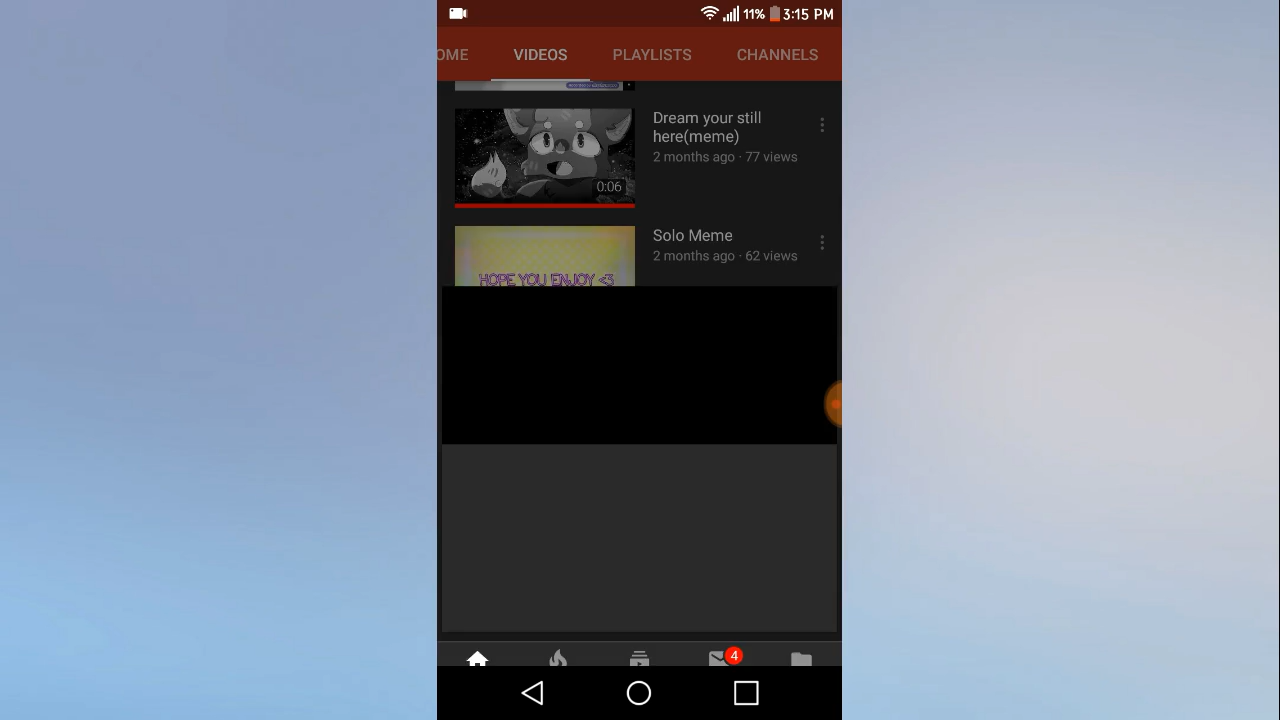 11% 3:15 PM
OME VIDEOS PLAYLISTS CHANNELS
Dream your still
here(meme)
2 months ago · 77 views
0:06
Solo Meme
2 months ago · 62 views
HOPE YOU ENJOY <3
4